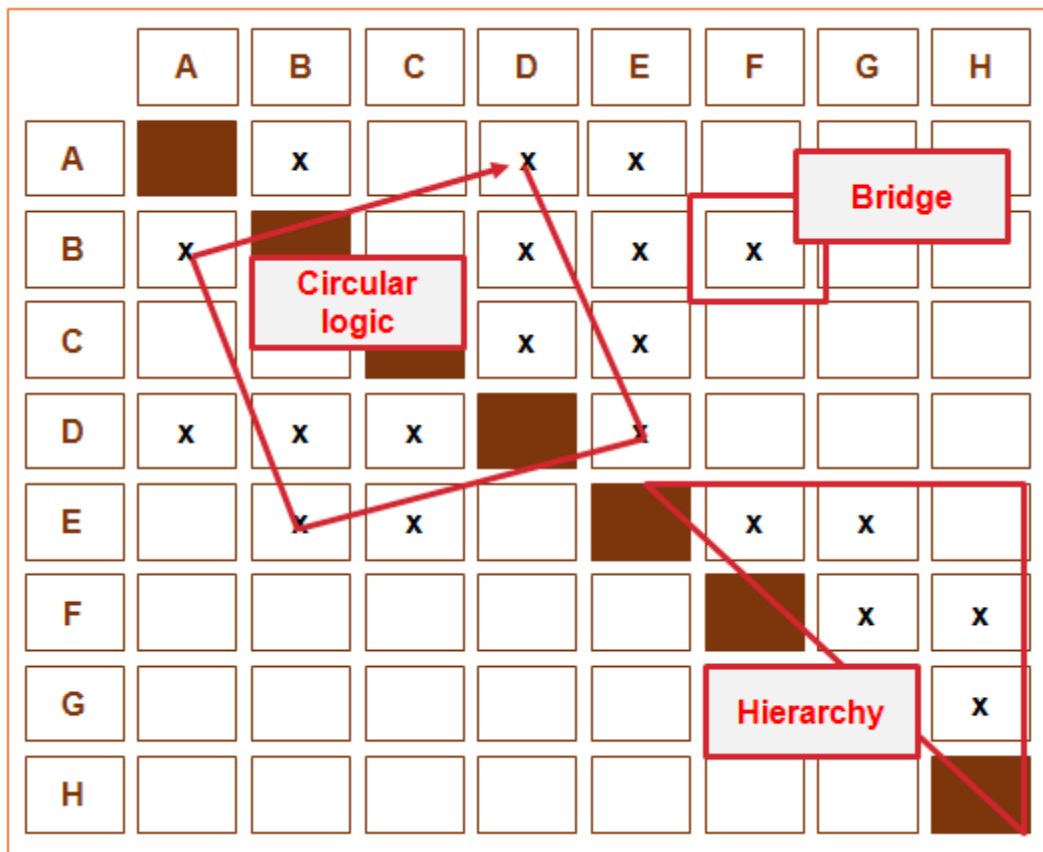 A B C D E F G H
A x x x
Bridge
B x x x x
Circular
logic
C x x
D x x x x
E x x x x
F x x
G x
Hierarchy
H